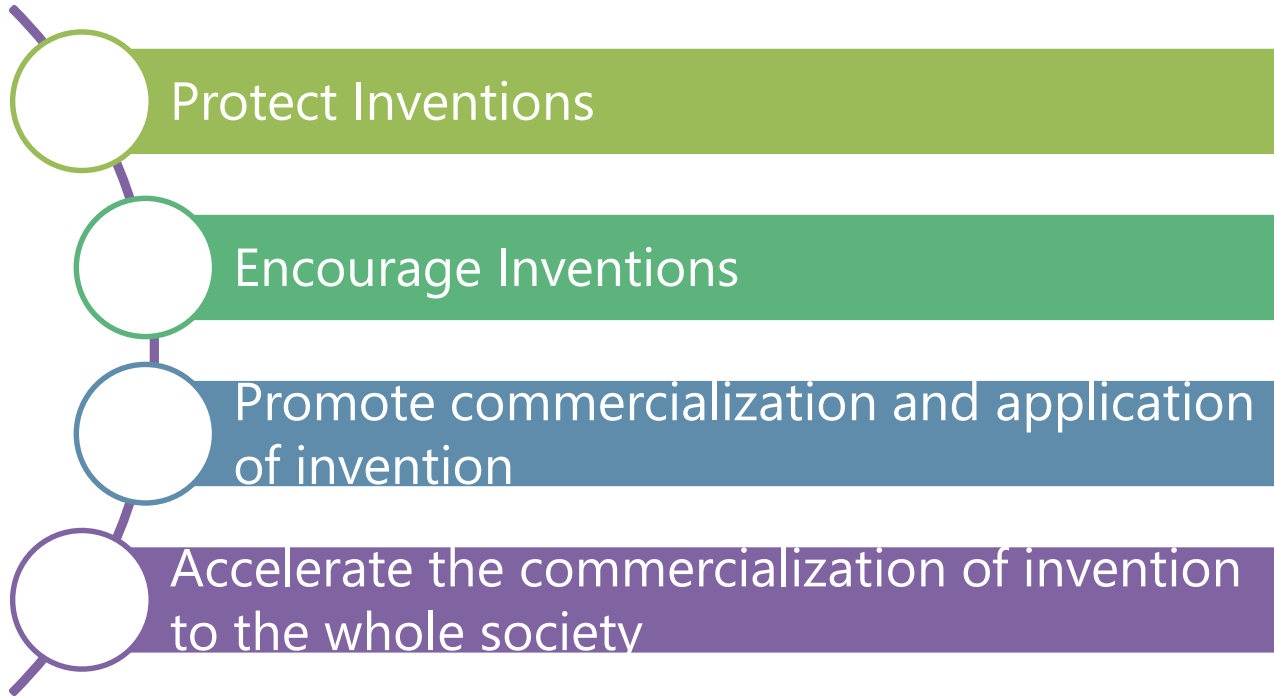 Protect Inventions
Encourage Inventions
Promote commercialization and application
of invention
Accelerate the commercialization of invention
to the whole society